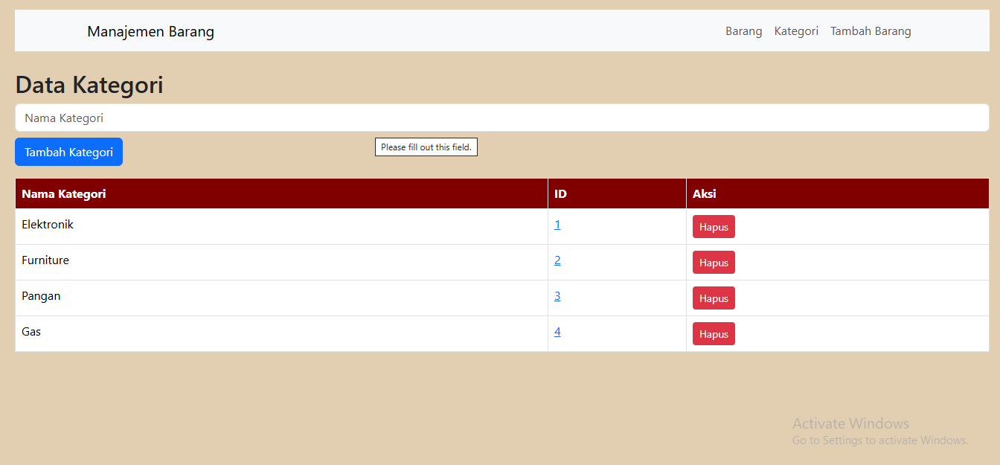 Manajemen Barang Barang Kategori Tambah Barang
Data Kategori
Nama Kategori
Tambah Kategori
Please fill out this field.
Nama Kategori ID Aksi
Elektronik 1 Hapus
Furniture 2 Hapus
Pangan 3 Hapus
Gas 4 Hapus
Activate Windows
Go to Settings to activate Windows.